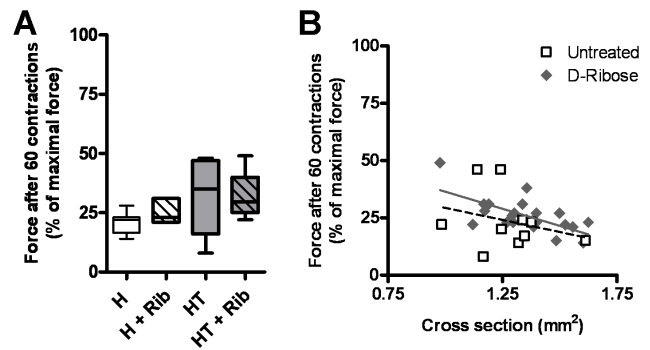 A
Force after 60 contractions
(% of maximal force)
100
75
50
25
0
H
H + Rib
HT
HT + Rib
B
Force after 60 contractions
(% of maximal force)
100
75
50
25
0
0.75
1.25
1.75
Cross section (mm²)
Untreated
D-Ribose